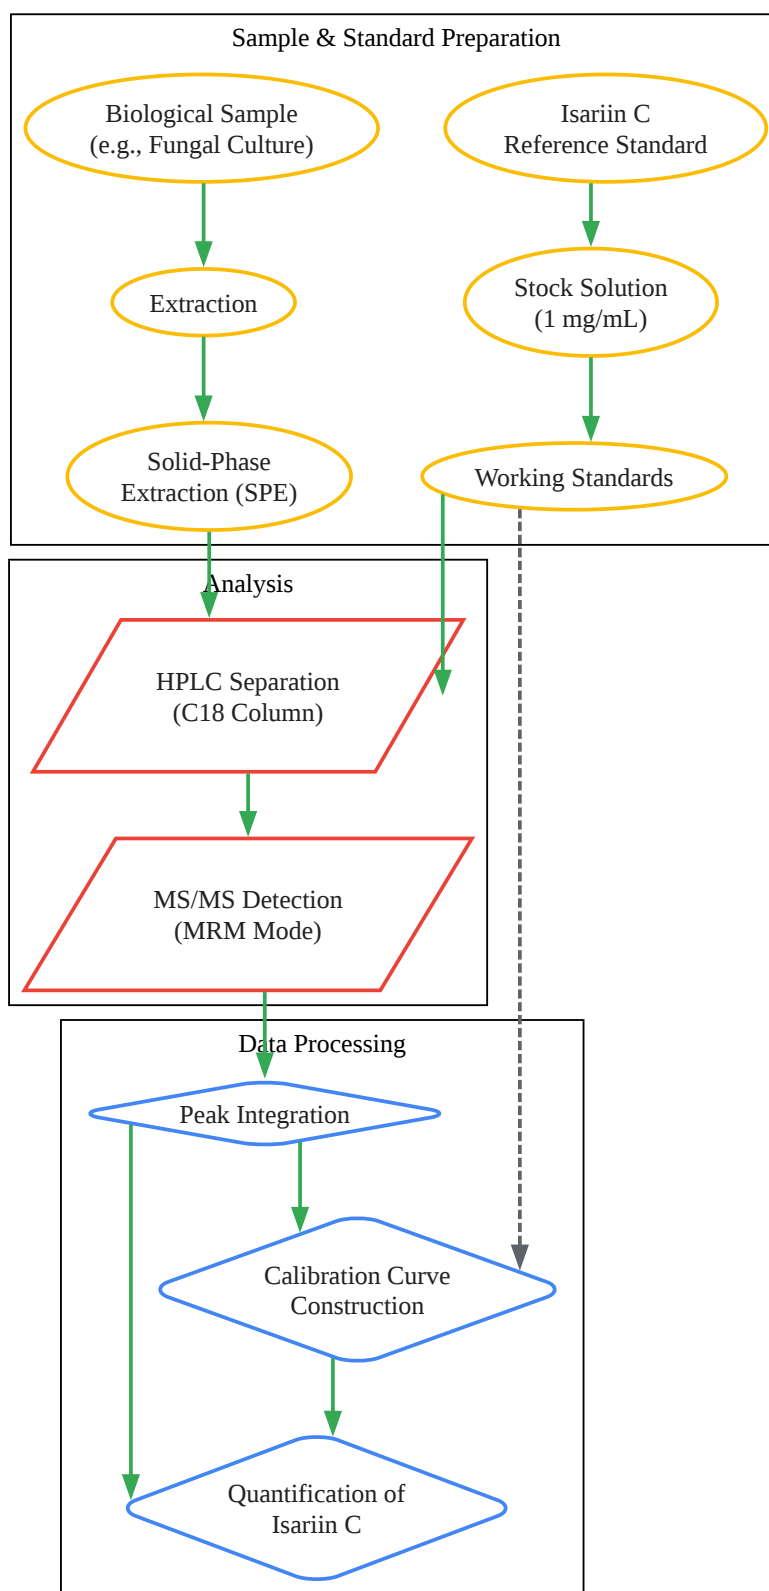 Sample & Standard Preparation
Biological Sample
(e.g., Fungal Culture)
Isariin C
Reference Standard
Extraction
Stock Solution
(1 mg/mL)
Solid-Phase
Extraction (SPE)
Working Standards
Analysis
HPLC Separation
(C18 Column)
MS/MS Detection
(MRM Mode)
Data Processing
Peak Integration
Calibration Curve
Construction
Quantification of
Isariin C